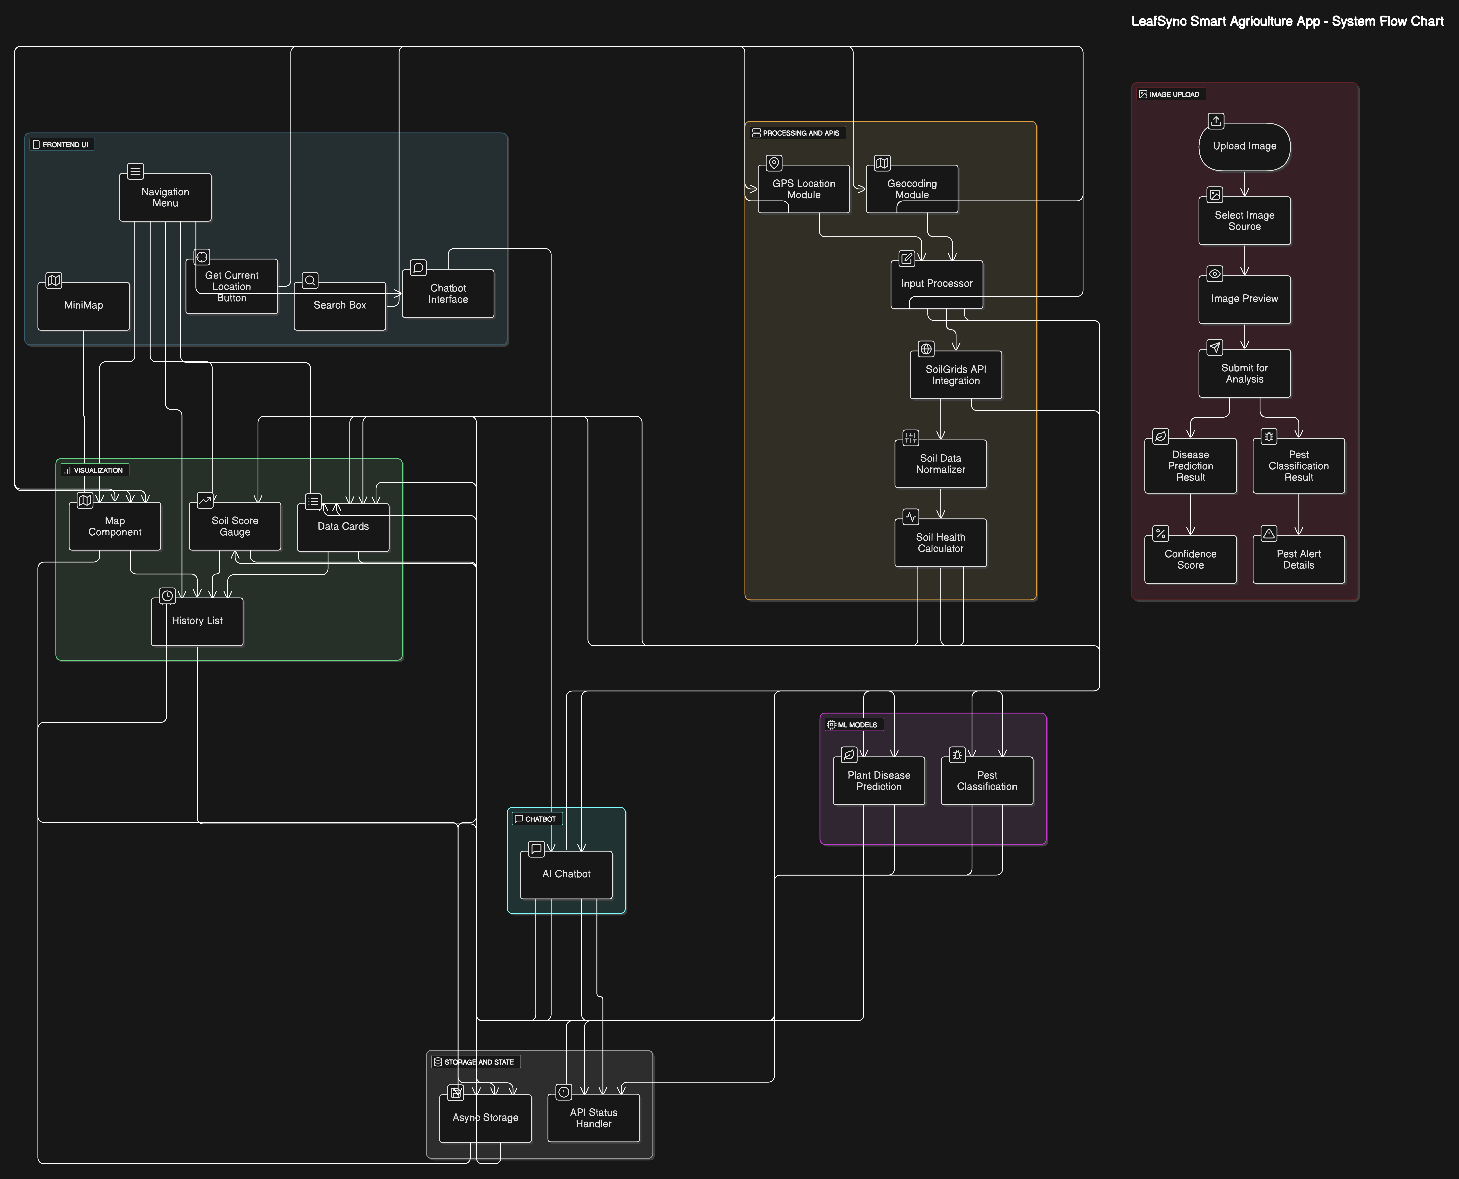 LeafSync Smart Agriculture App - System Flow Chart
IMAGE UPLOAD
Upload Image
Select Image
Source
Image Preview
Submit for
Analysis
Disease
Prediction
Result
Pest
Classification
Result
Confidence
Score
Pest Alert
Details
FRONTEND UI
Navigation
Menu
MiniMap
Get Current
Location
Button
Search Box
Chatbot
Interface
PROCESSING AND APIS
GPS Location
Module
Geocoding
Module
Input Processor
SoilGrids API
Integration
Soil Data
Normalizer
Soil Health
Calculator
VISUALIZATION
Map
Component
Soil Score
Gauge
Data Cards
History List
ML MODELS
Plant Disease
Prediction
Pest
Classification
CHATBOT
AI Chatbot
STORAGE AND STATE
Async Storage
API Status
Handler